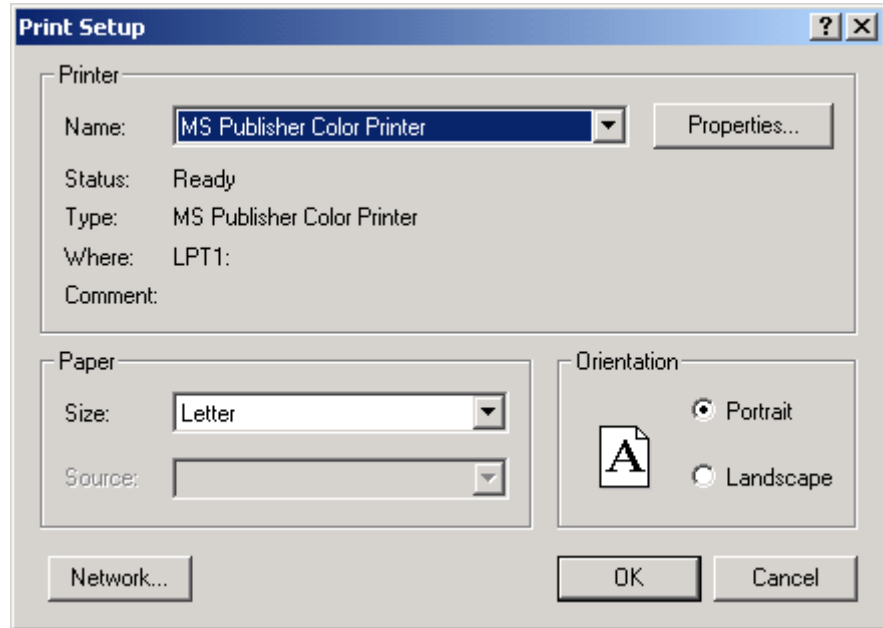 Print Setup
Printer
Name: MS Publisher Color Printer Properties...
Status: Ready
Type: MS Publisher Color Printer
Where: LPT1:
Comment:
Paper
Size: Letter
Source:
Orientation
A
Portrait
Landscape
Network... OK Cancel